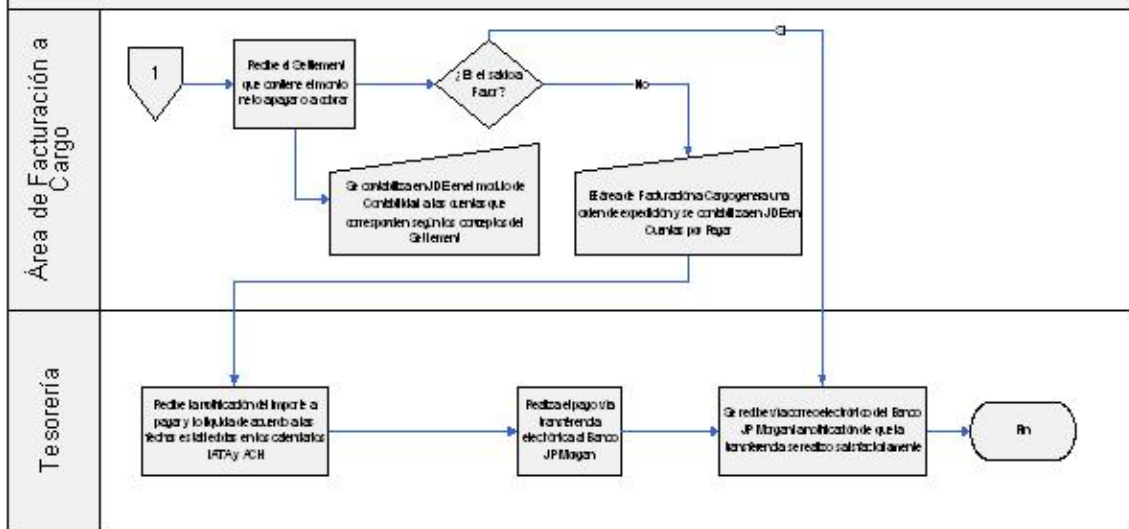 Área de Facturación a
Cargo
1
Recibe el Settlement
que contiene el monto
neto a pagar o a cobrar
¿Es el saldo a
Favor?
No
Se contabiliza en JDE en el modulo de
Contabilidad a las cuentas que
corresponden según los conceptos del
Settlement
El área de Facturación a Cargo genera una
orden de expedición y se contabiliza en JDE en
Cuentas por Pagar
Tesorería
Recibe la notificación del importe a
pagar y lo liquida de acuerdo a las
fechas establecidas en los calendarios
IATA y ACH
Realiza el pago vía
transferencia
electrónica al Banco
JP Morgan
Se recibe vía correo electrónico del Banco
JP Morgan la notificación de que la
transferencia se realizo satisfactoriamente
Fin